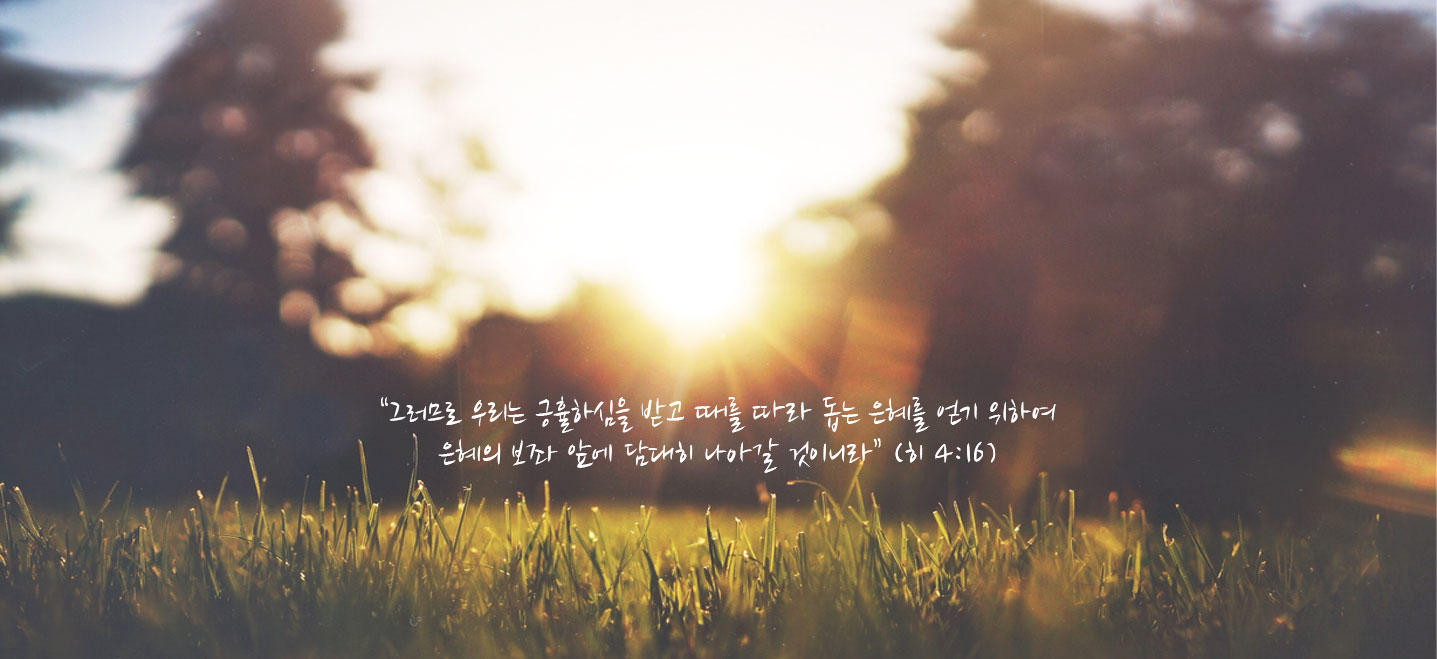 “그러므로 우리는 긍휼하심을 받고 때를 따라 돕는 은혜를 얻기 위하여
은혜의 보좌 앞에 담대히 나아갈 것이니라” (히 4:16)